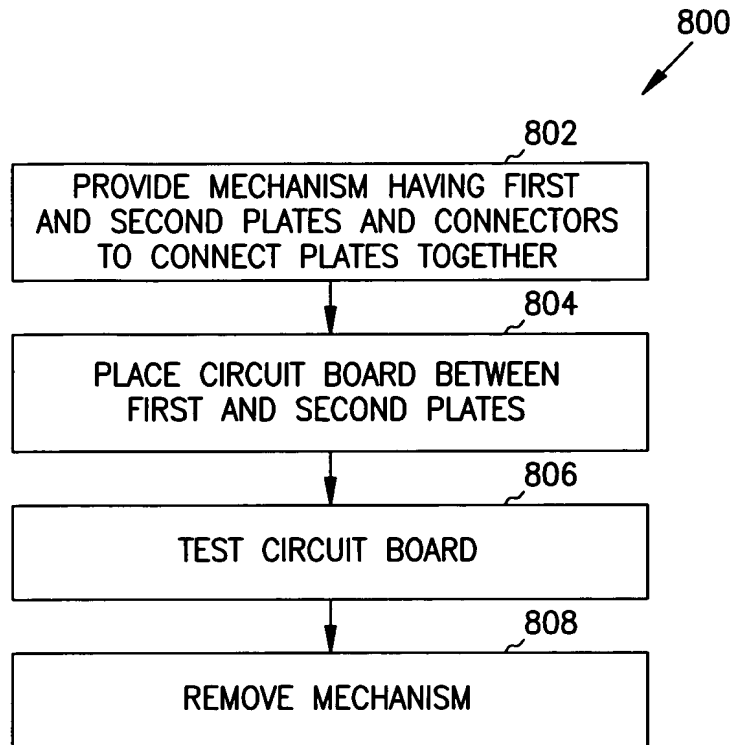 800
802
PROVIDE MECHANISM HAVING FIRST
AND SECOND PLATES AND CONNECTORS
TO CONNECT PLATES TOGETHER
804
PLACE CIRCUIT BOARD BETWEEN
FIRST AND SECOND PLATES
806
TEST CIRCUIT BOARD
808
REMOVE MECHANISM